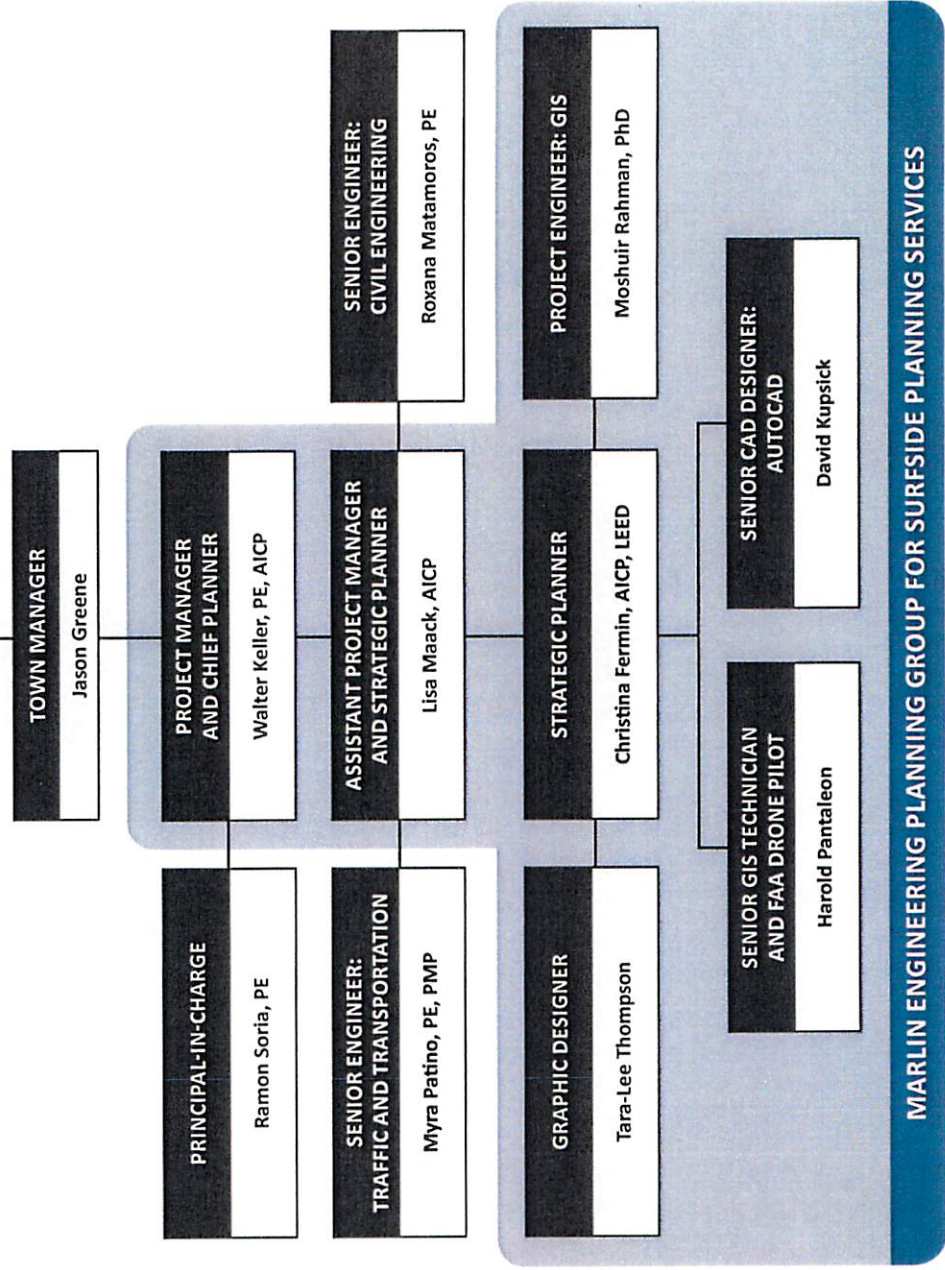 TOWN MANAGER
Jason Greene
PRINCIPAL-IN-CHARGE
Ramon Soria, PE
PROJECT MANAGER
AND CHIEF PLANNER
Walter Keller, PE, AICP
SENIOR ENGINEER:
TRAFFIC AND TRANSPORTATION
Myra Patino, PE, PMP
ASSISTANT PROJECT MANAGER
AND STRATEGIC PLANNER
Lisa Maack, AICP
SENIOR ENGINEER:
CIVIL ENGINEERING
Roxana Matamoros, PE
GRAPHIC DESIGNER
Tara-Lee Thompson
STRATEGIC PLANNER
Christina Fermin, AICP, LEED
PROJECT ENGINEER: GIS
Moshuir Rahman, PhD
SENIOR GIS TECHNICIAN
AND FAA DRONE PILOT
Harold Pantaleon
SENIOR CAD DESIGNER:
AUTOCAD
David Kupsick
MARLIN ENGINEERING PLANNING GROUP FOR SURFSIDE PLANNING SERVICES